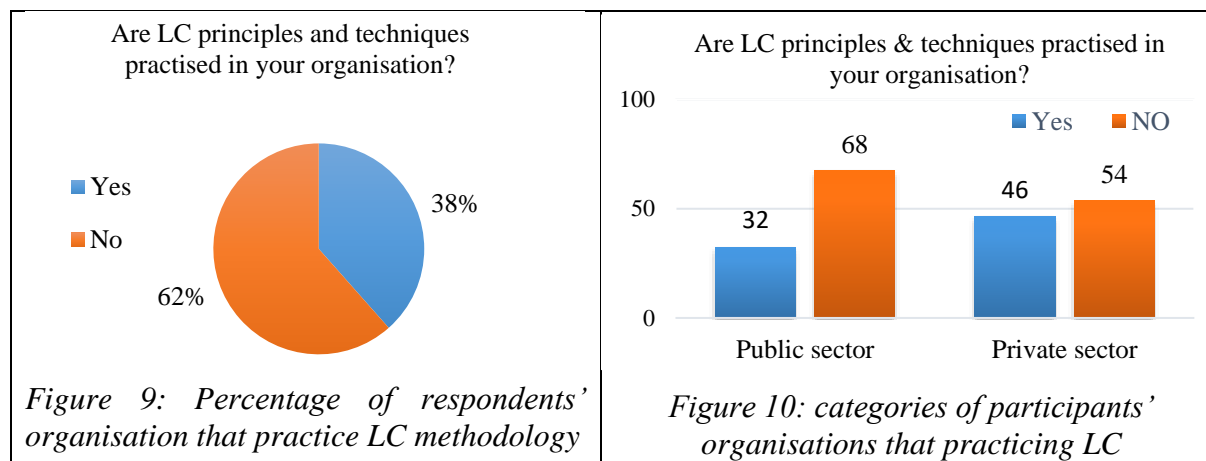 Are LC principles and techniques
practised in your organisation?
Yes
No
38%
62%
Figure 9: Percentage of respondents’
organisation that practice LC methodology
Are LC principles & techniques practised in
your organisation?
100
50
0
Yes
NO
32
68
46
54
Public sector
Private sector
Figure 10: categories of participants’
organisations that practicing LC